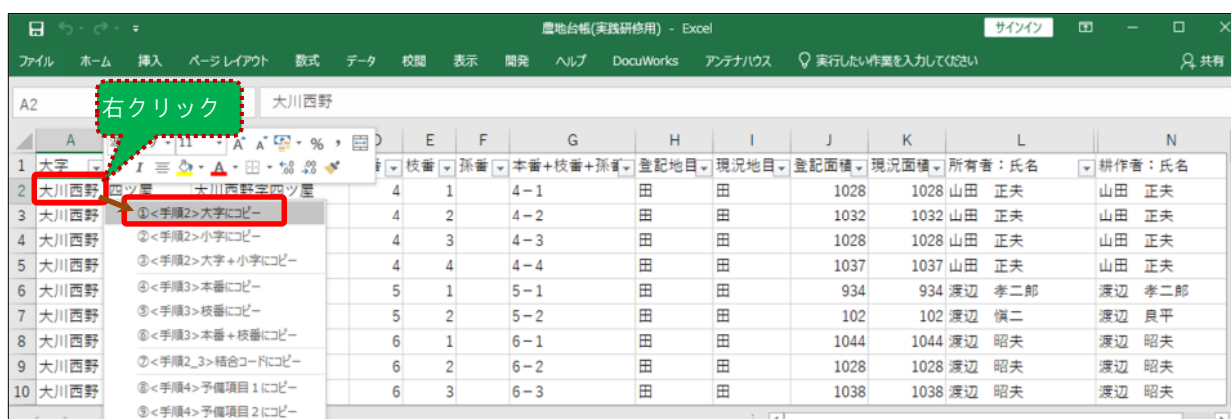 農地台帳(実践研修用) - Excel
サインイン
ファイル ホーム 挿入 ページ レイアウト 数式 データ 校閲 表示 開発 ヘルプ DocuWorks アンテナハウス 実行したい作業を入力してください 共有
A2 大川西野
右クリック
11 A A % ,
I A
A E F G H I J K L N
1 大字 枝番 孫番 本番+枝番+孫番 登記地目 現況地目 登記面積 現況面積 所有者：氏名 耕作者：氏名
2 大川西野 四ツ屋 大川西野字四ツ屋 4 1 4－1 田 田 1028 1028 山田 正夫 山田 正夫
3 大川西野 4 2 4－2 田 田 1032 1032 山田 正夫 山田 正夫
4 大川西野 4 3 4－3 田 田 1028 1028 山田 正夫 山田 正夫
5 大川西野 4 4 4－4 田 田 1037 1037 山田 正夫 山田 正夫
6 大川西野 5 1 5－1 田 田 934 934 渡辺 孝二郎 渡辺 孝二郎
7 大川西野 5 2 5－2 田 田 102 102 渡辺 愼二 渡辺 良平
8 大川西野 6 1 6－1 田 田 1044 1044 渡辺 昭夫 渡辺 昭夫
9 大川西野 6 2 6－2 田 田 1028 1028 渡辺 昭夫 渡辺 昭夫
10 大川西野 6 3 6－3 田 田 1038 1038 渡辺 昭夫 渡辺 昭夫
①<手順2>大字にコピー
②<手順2>小字にコピー
③<手順2>大字+小字にコピー
④<手順3>本番にコピー
⑤<手順3>枝番にコピー
⑥<手順3>本番+枝番にコピー
⑦<手順2_3>結合コードにコピー
⑧<手順4>予備項目1にコピー
⑨<手順4>予備項目2にコピー